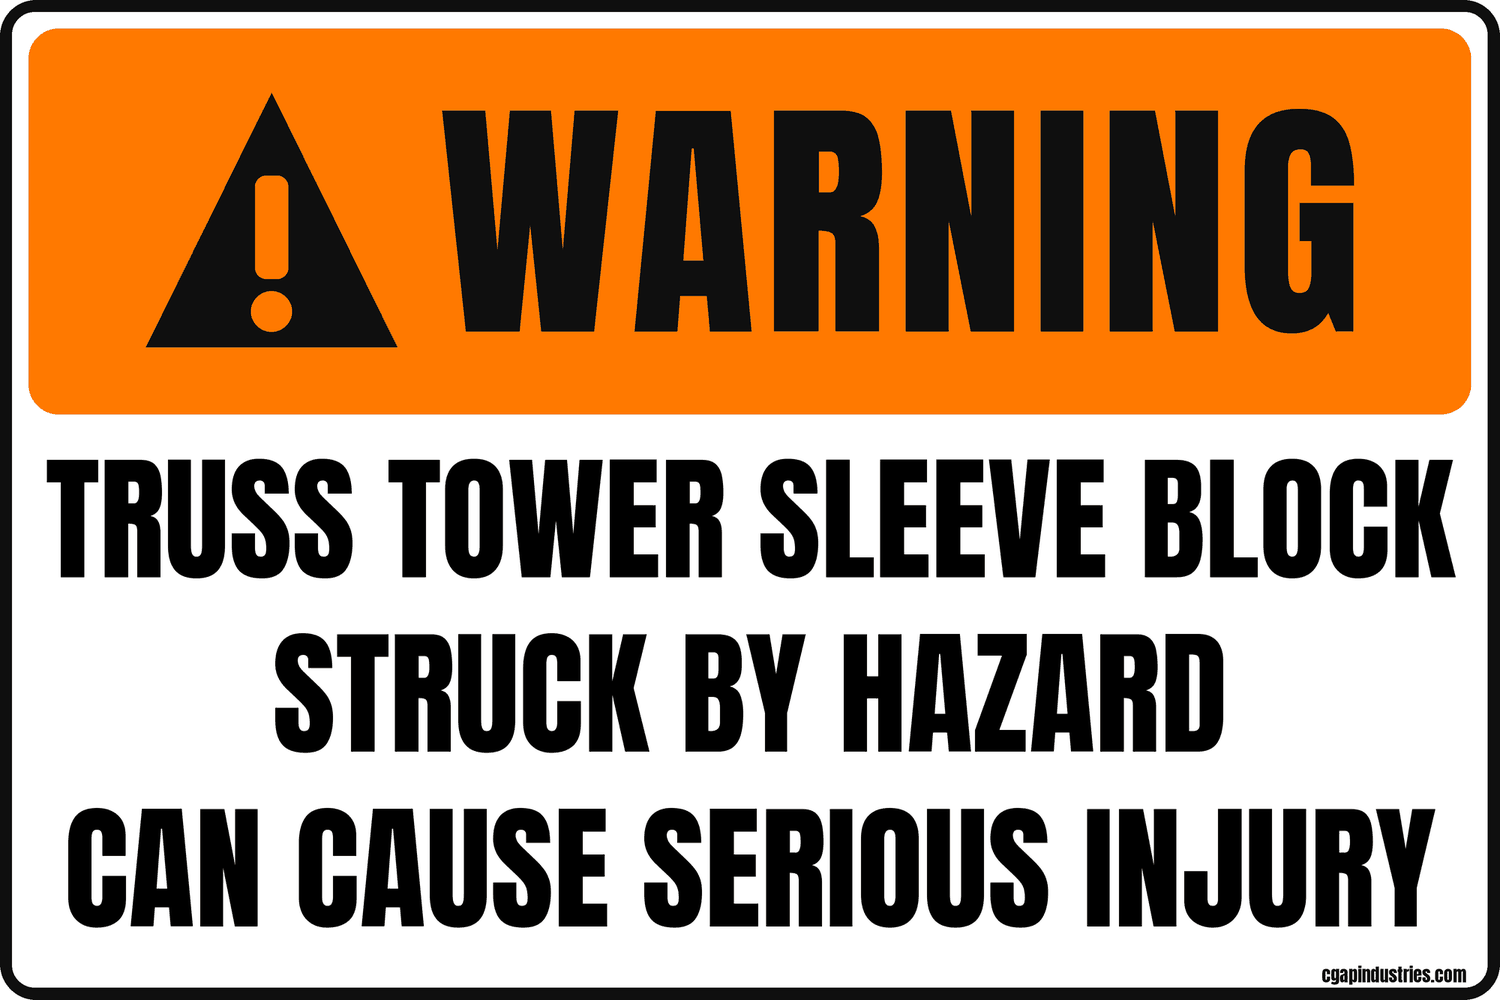 WARNING
TRUSS TOWER SLEEVE BLOCK
STRUCK BY HAZARD
CAN CAUSE SERIOUS INJURY
cgapindustries.com